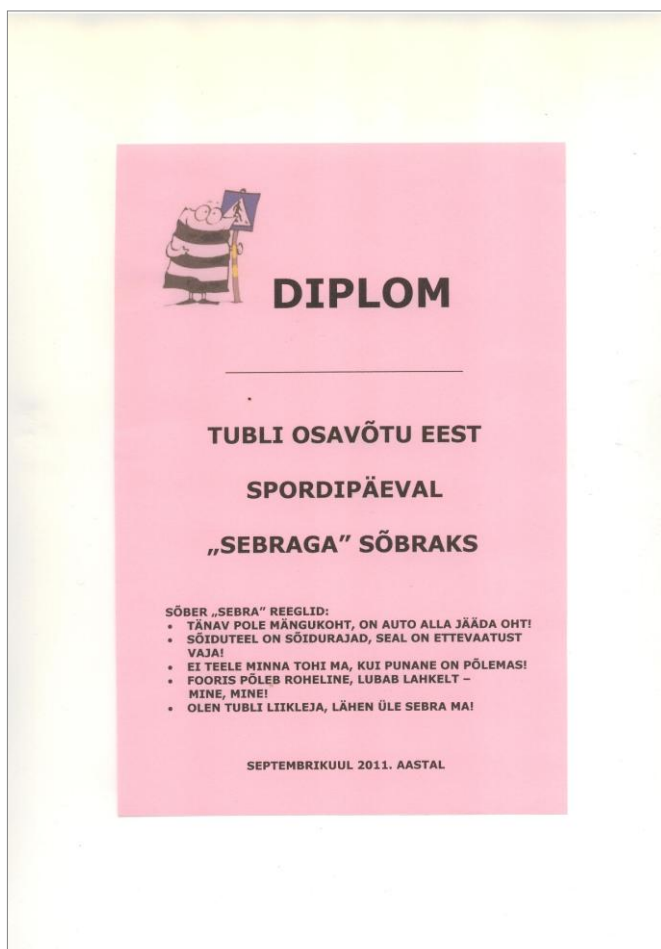 DIPLOM
TUBLI OSAVÕTU EEST
SPORDIPÄEVAL
„SEBRAGA” SÕBRAKS
SÕBER „SEBRA” REEGLID:
• TÄNAV POLE MÄNGUKOHT, ON AUTO ALLA JÄÄDA OHT!
• SÕIDUTEEL ON SÕIDURAJAD, SEAL ON ETTEVAATUST
VAJA!
• EI TEELE MINNA TOHI MA, KUI PUNANE ON PÕLEMAS!
• FOORIS PÕLEB ROHELINE, LUBAB LAHKELT –
MINE, MINE!
• OLEN TUBLI LIIKLEJA, LÄHEN ÜLE SEBRA MA!
SEPTEMBRIKUUL 2011. AASTAL